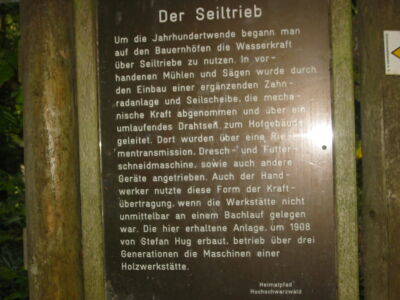 Der Seiltrieb
Um die Jahrhundertwende begann man
auf den Bauernhöfen die Wasserkraft
über Seiltriebe zu nutzen. In vor-
handenen Mühlen und Sägen wurde durch
den Einbau einer ergänzenden Zahn-
radanlage und Seilscheibe, die mecha-
nische Kraft abgenommen und über ein
umlaufendes Drahtseil zum Hofgebäude
geleitet. Dort wurden über eine Rie-
mentransmission, Dresch- und Futter-
schneidmaschine, sowie auch andere
Geräte angetrieben. Auch der Hand-
werker nutzte diese Form der Kraft-
übertragung, wenn die Werkstätte nicht
unmittelbar an einem Bachlauf gelegen
war. Die hier erhaltene Anlage, um 1908
von Stefan Hug erbaut, betrieb über drei
Generationen die Maschinen einer
Holzwerkstätte.
Heimatpfad
Hochschwarzwald